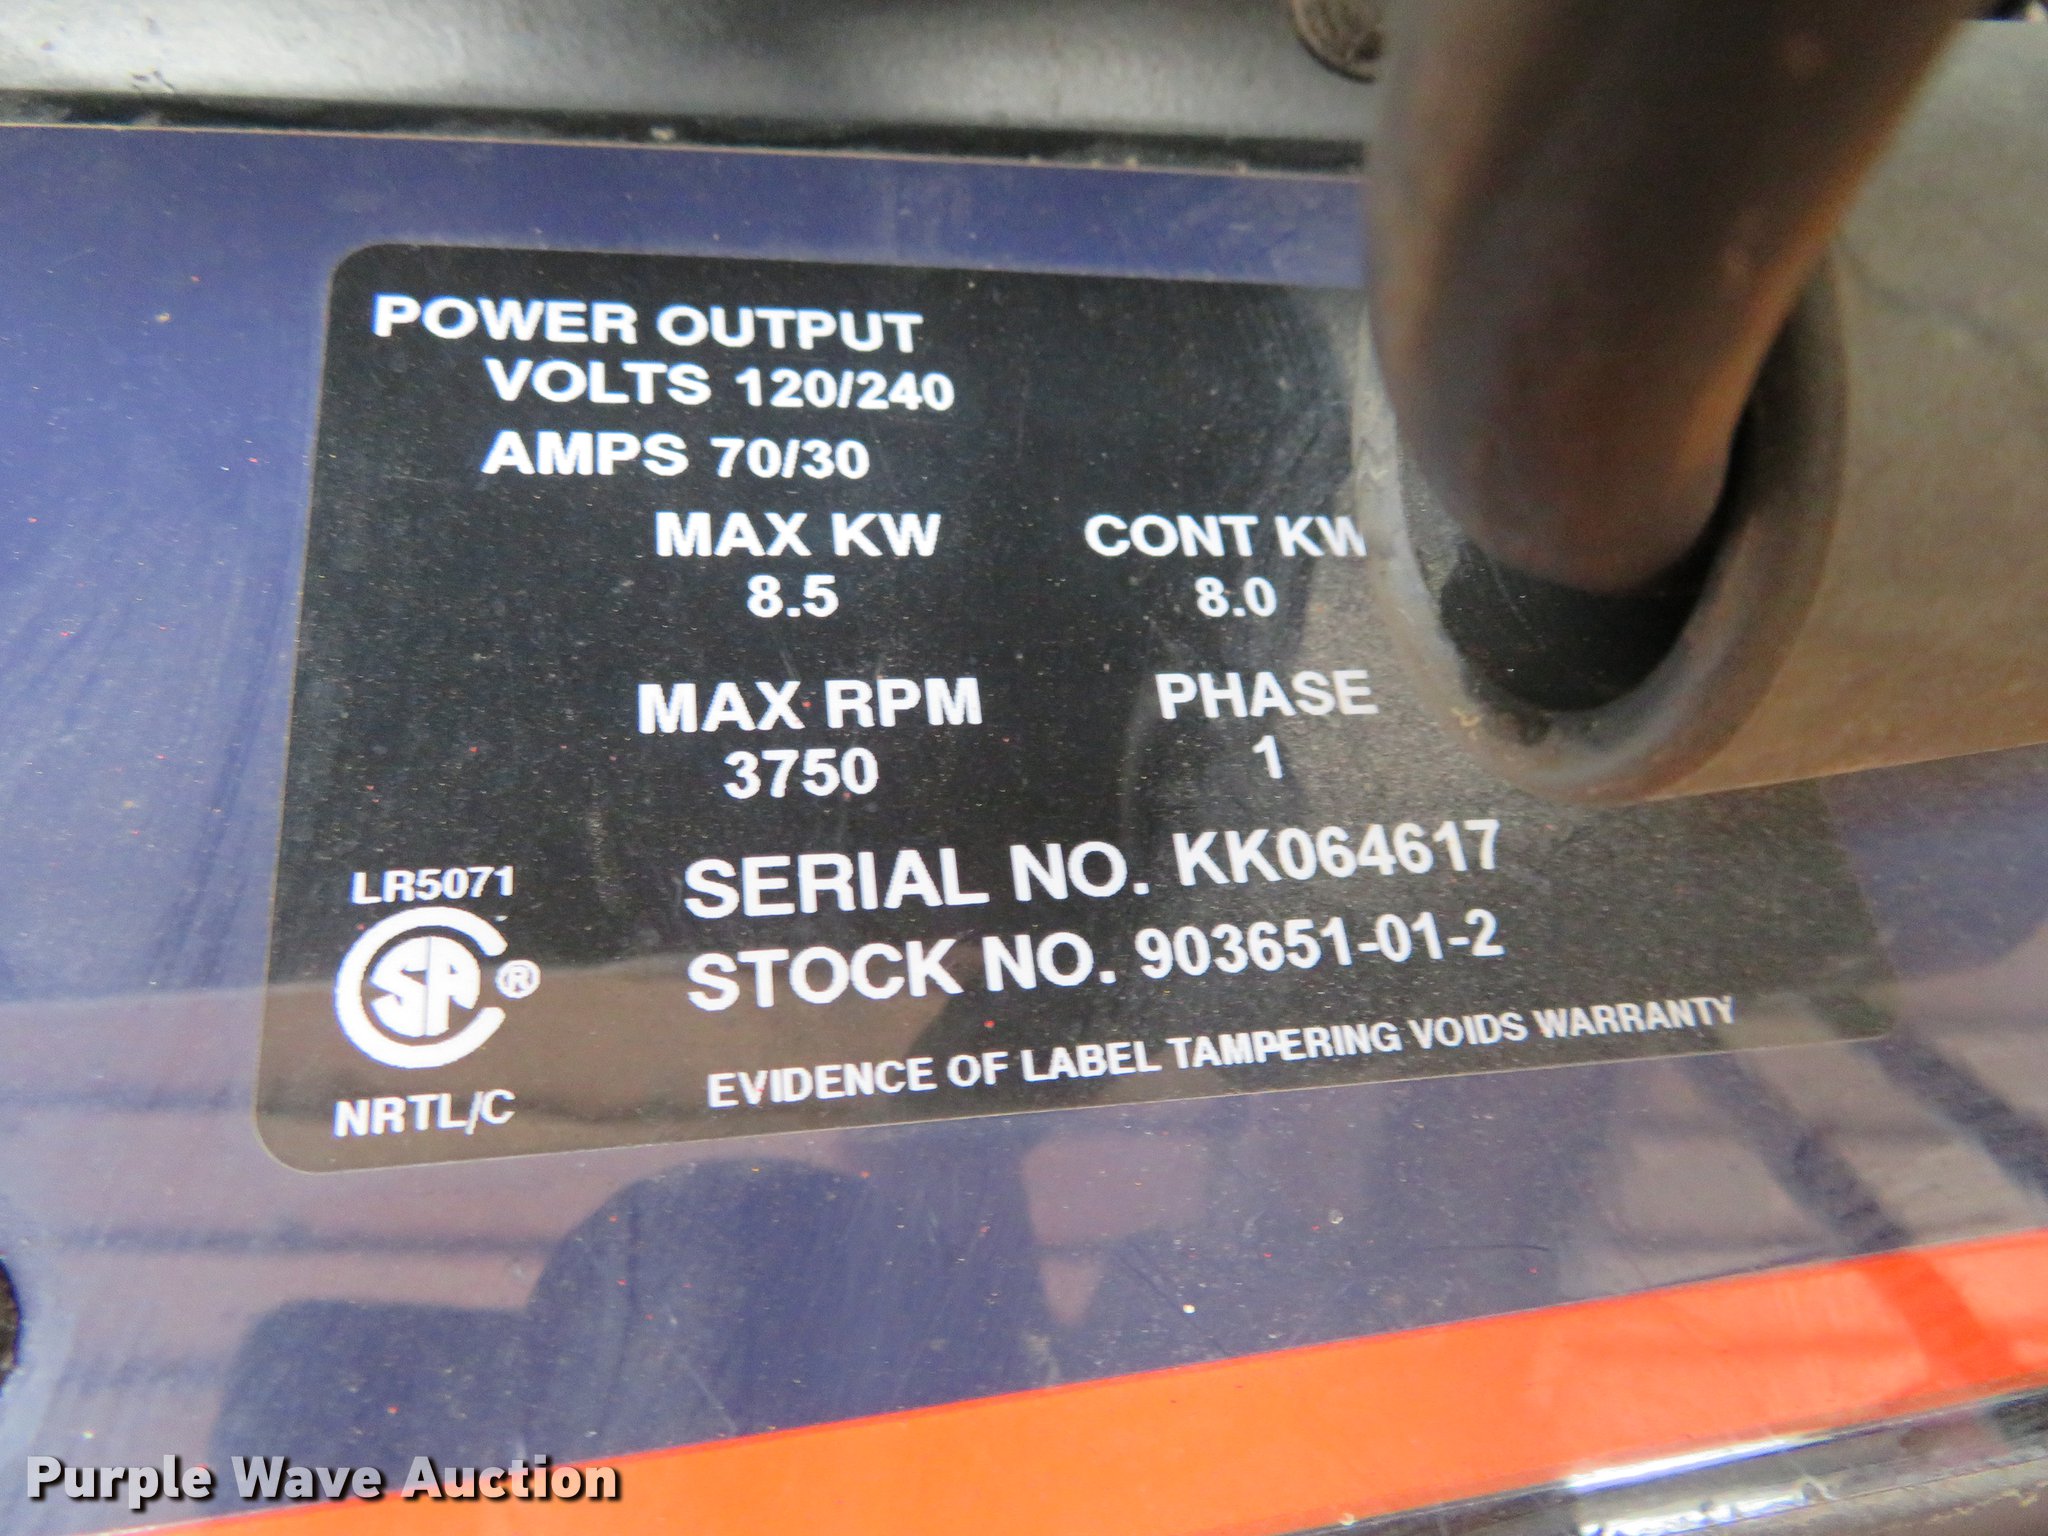 POWER OUTPUT
VOLTS 120/240
AMPS 70/30
MAX KW CONT KW
8.5 8.0
MAX RPM PHASE
3750 1
SERIAL NO. KK064617
STOCK NO. 903651-01-2
EVIDENCE OF LABEL TAMPERING VOIDS WARRANTY
LR5071
SA ®
NRTL/C
Purple Wave Auction